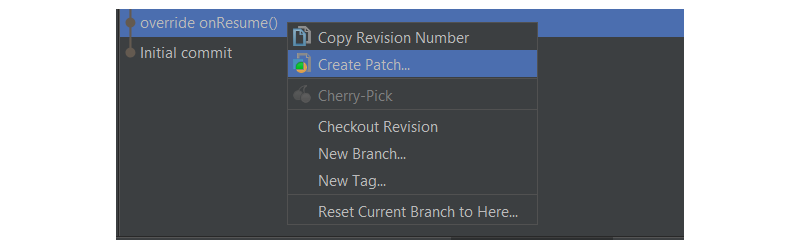 override onResume()
Initial commit
Copy Revision Number
Create Patch...
Cherry-Pick
Checkout Revision
New Branch...
New Tag...
Reset Current Branch to Here...